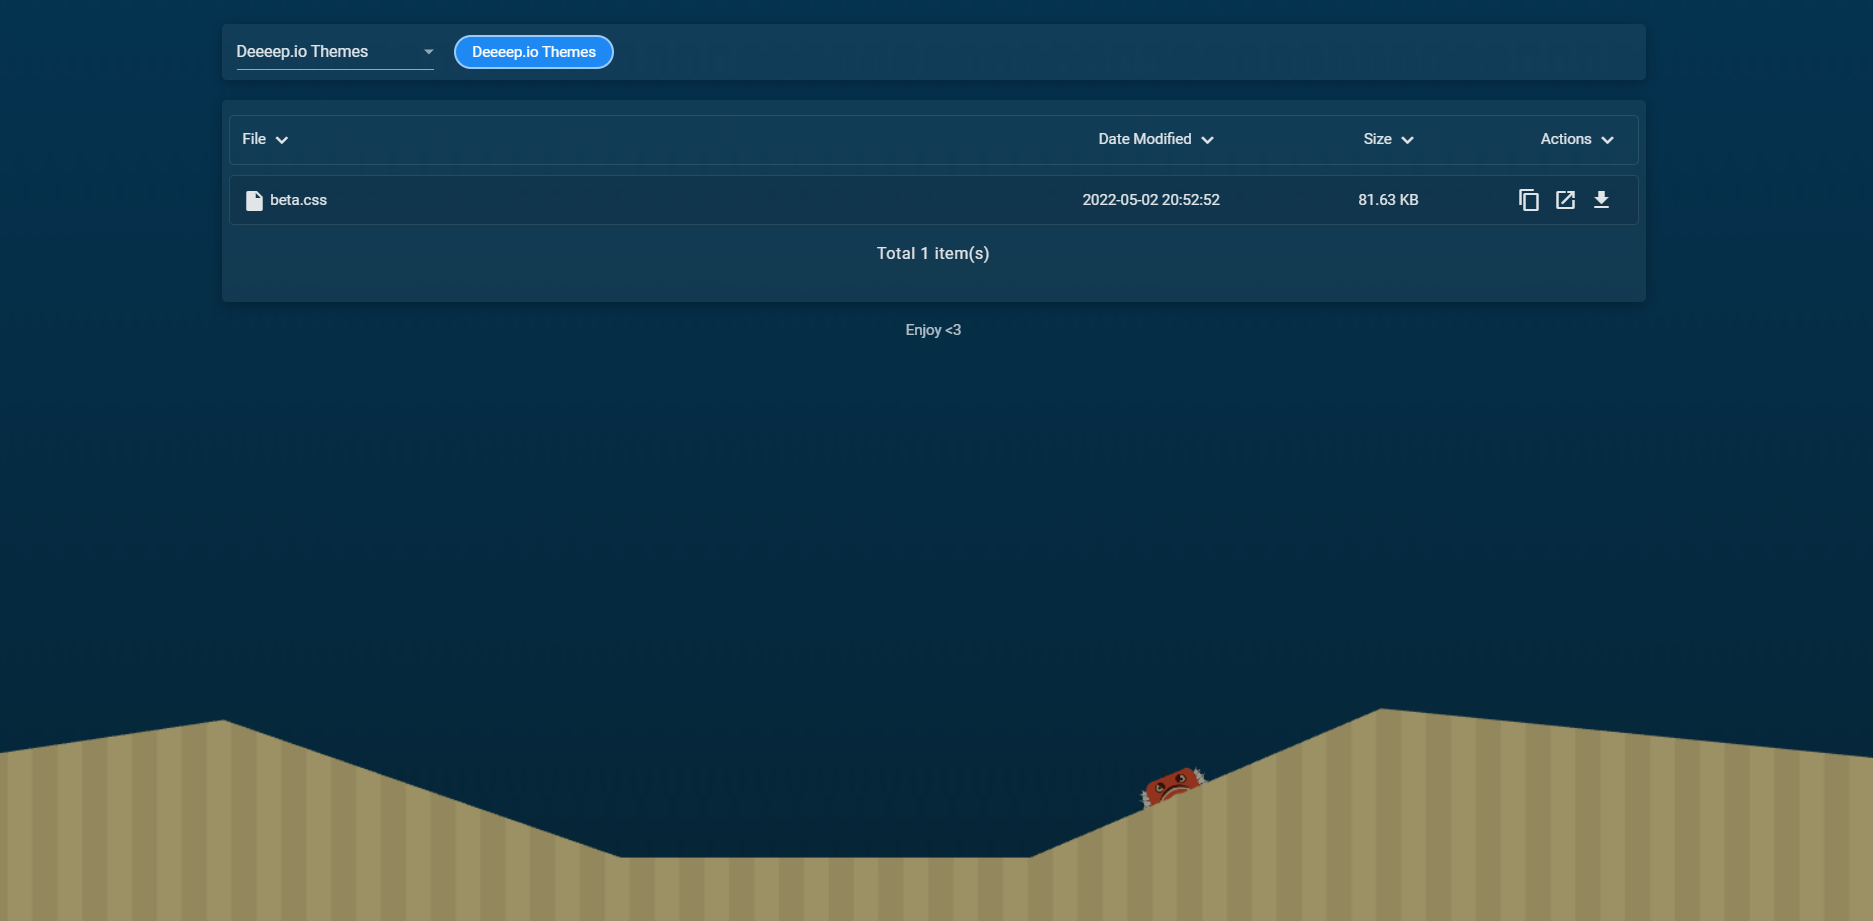 Deeeep.io Themes Deeeep.io Themes
File Date Modified Size Actions
beta.css 2022-05-02 20:52:52 81.63 KB
Total 1 item(s)
Enjoy <3